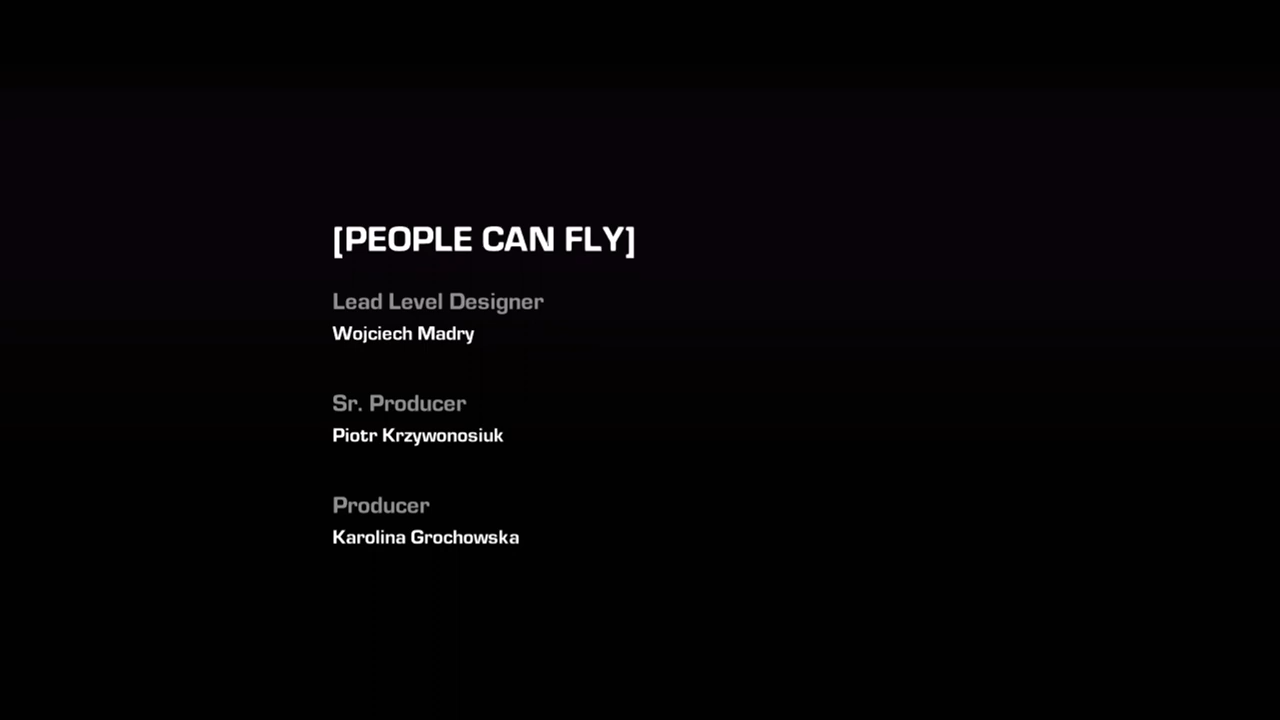 [PEOPLE CAN FLY]
Lead Level Designer
Wojciech Madry
Sr. Producer
Piotr Krzywonosiuk
Producer
Karolina Grochowska